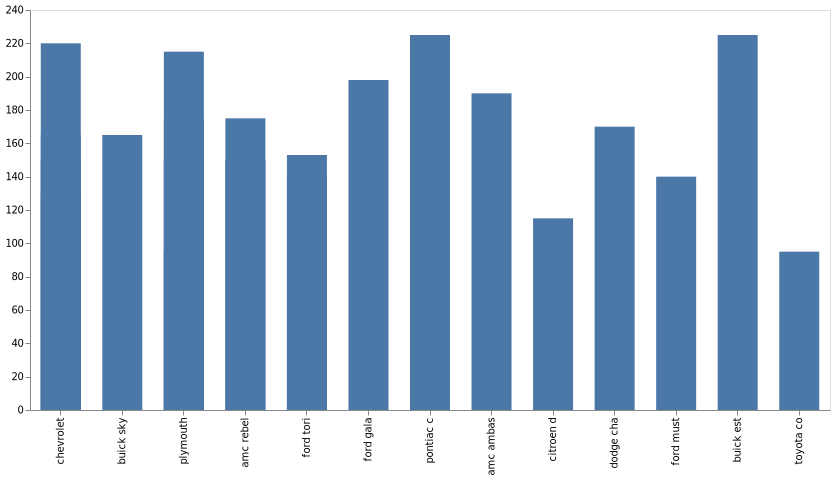 240
220
200
180
160
140
120
100
80
60
40
20
0
chevrolet
buick sky
plymouth
amc rebel
ford tori
ford gala
pontiac c
amc ambas
citroen d
dodge cha
ford must
buick est
toyota co